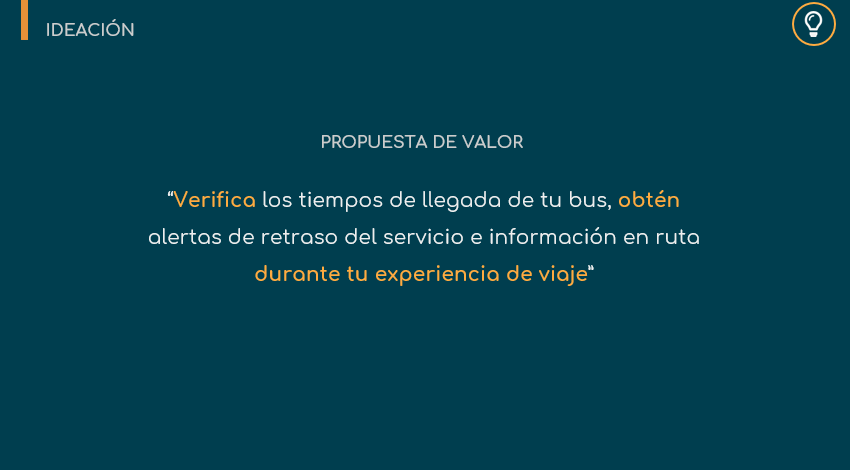 IDEACIÓN
PROPUESTA DE VALOR
“Verifica los tiempos de llegada de tu bus, obtén
alertas de retraso del servicio e información en ruta
durante tu experiencia de viaje”